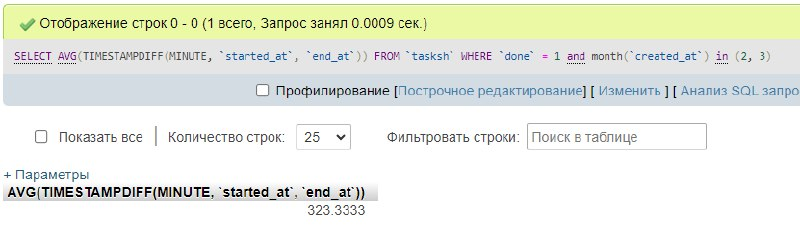 Отображение строк 0 - 0 (1 всего, Запрос занял 0.0009 сек.)
SELECT AVG(TIMESTAMPDIFF(MINUTE, `started_at`, `end_at`)) FROM `tasksh` WHERE `done` = 1 and month(`created_at`) in (2, 3)
Профилирование [Построчное редактирование] [ Изменить ] [ Анализ SQL запро
Показать все | Количество строк: 25 Фильтровать строки: Поиск в таблице
+ Параметры
AVG(TIMESTAMPDIFF(MINUTE, `started_at`, `end_at`))
323.3333